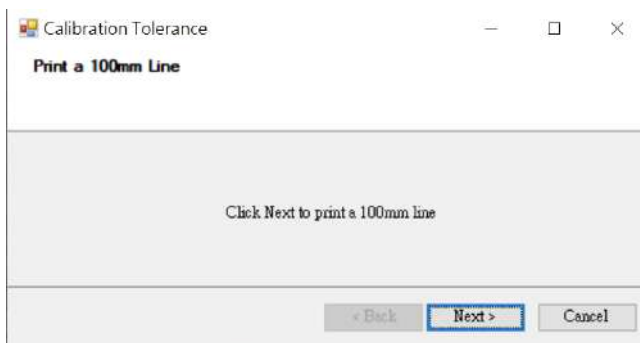 Calibration Tolerance
Print a 100mm Line
Click Next to print a 100mm line
< Back
Next >
Cancel